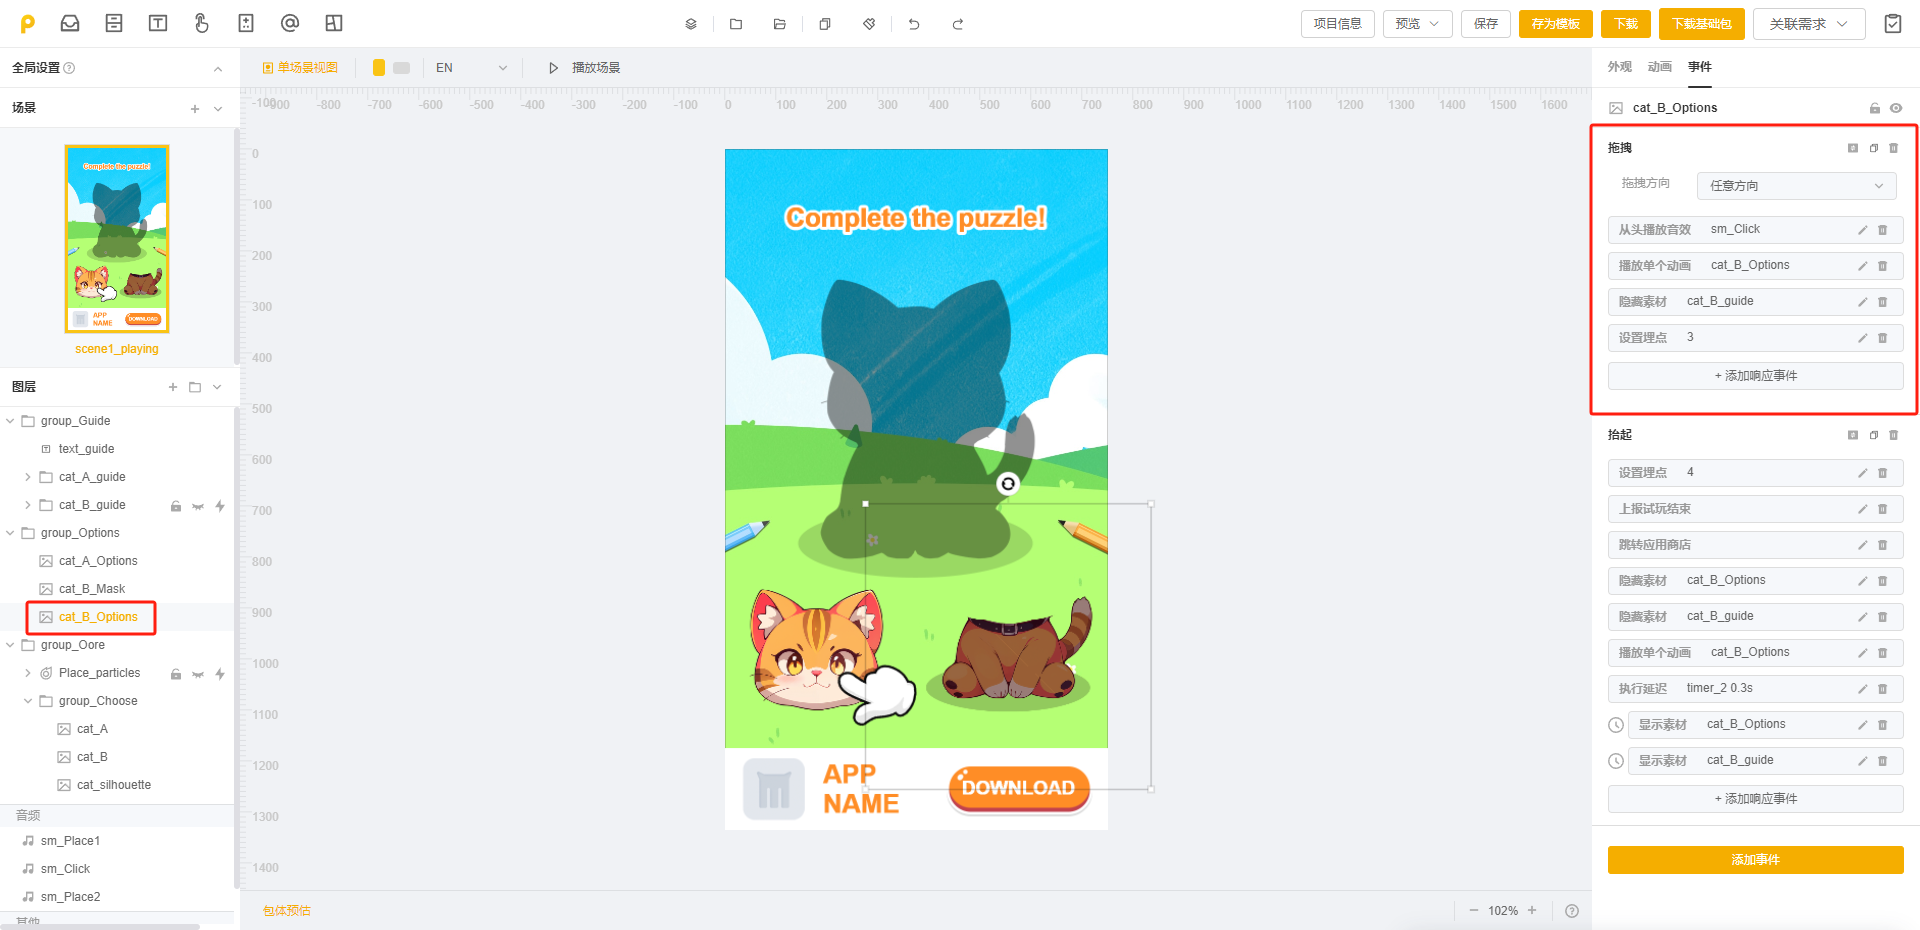 项目信息
预览
保存
存为模板
下载
下载基础包
关联需求
全局设置
单场景视图
EN
播放场景
外观 动画 事件
场景
-100
-900 -800 -700 -600 -500 -400 -300 -200 -100 0 100 200 300 400 500 600 700 800 900 1000 1100 1200 1300 1400 1500 1600
cat_B_Options
Complete the puzzle!
APP
NAME
DOWNLOAD
scene1_playing
图层
group_Guide
text_guide
cat_A_guide
cat_B_guide
group_Options
cat_A_Options
cat_B_Mask
cat_B_Options
group_Oore
Place_particles
group_Choose
cat_A
cat_B
cat_silhouette
音频
sm_Place1
sm_Click
sm_Place2
其他
0
100
200
300
400
500
600
700
800
900
1000
1100
1200
1300
1400
Complete the puzzle!
APP
NAME
DOWNLOAD
包体预估
102%
拖拽
拖拽方向 任意方向
从头播放音效 sm_Click
播放单个动画 cat_B_Options
隐藏素材 cat_B_guide
设置埋点 3
+ 添加响应事件
抬起
设置埋点 4
上报试玩结束
跳转应用商店
隐藏素材 cat_B_Options
隐藏素材 cat_B_guide
播放单个动画 cat_B_Options
执行延迟 timer_2 0.3s
显示素材 cat_B_Options
显示素材 cat_B_guide
+ 添加响应事件
添加事件